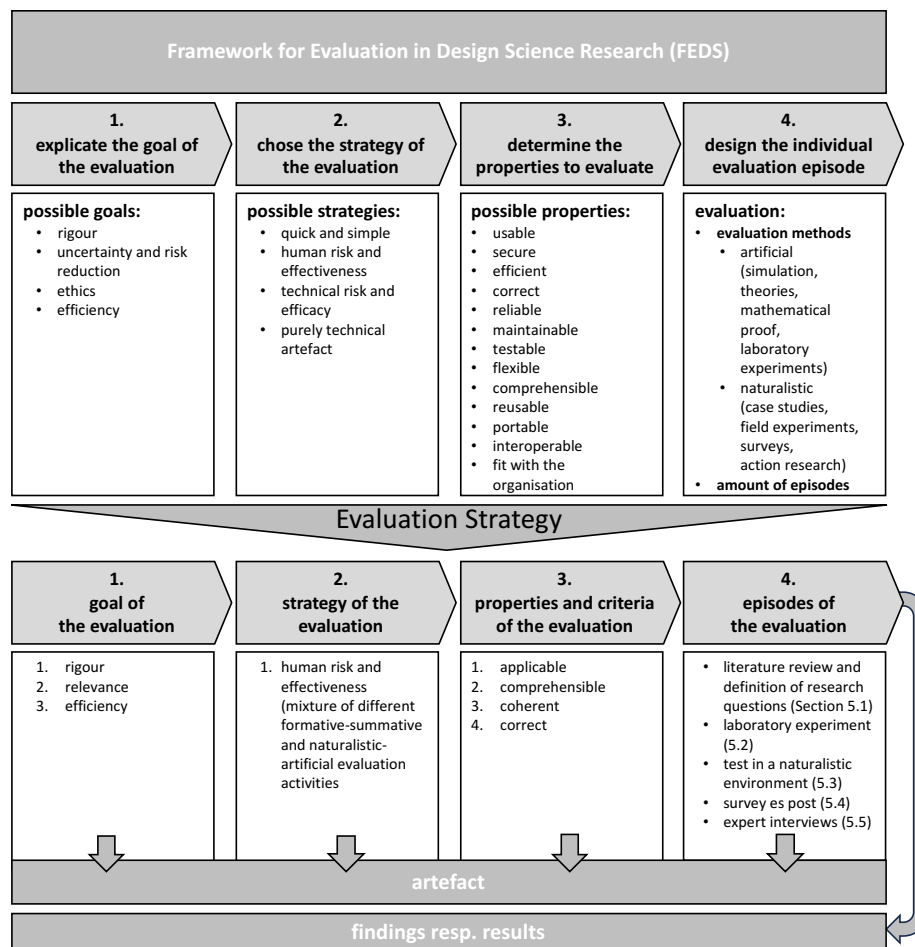 Framework for Evaluation in Design Science Research (FEDS)
1.
explicate the goal of
the evaluation
2.
chose the strategy of
the evaluation
3.
determine the
properties to evaluate
4.
design the individual
evaluation episode
possible goals:
• rigour
• uncertainty and risk
reduction
• ethics
• efficiency
possible strategies:
• quick and simple
• human risk and
effectiveness
• technical risk and
efficacy
• purely technical
artefact
possible properties:
• usable
• secure
• efficient
• correct
• reliable
• maintainable
• testable
• flexible
• comprehensible
• reusable
• portable
• interoperable
• fit with the
organisation
evaluation:
• evaluation methods
• artificial
(simulation,
theories,
mathematical
proof,
laboratory
experiments)
• naturalistic
(case studies,
field experiments,
surveys,
action research)
• amount of episodes
Evaluation Strategy
1.
goal of
the evaluation
2.
strategy of the
evaluation
3.
properties and criteria
of the evaluation
4.
episodes of
the evaluation
1. rigour
2. relevance
3. efficiency
1. human risk and
effectiveness
(mixture of different
formative-summative
and naturalistic-
artificial evaluation
activities
1. applicable
2. comprehensible
3. coherent
4. correct
• literature review and
definition of research
questions (Section 5.1)
• laboratory experiment
(5.2)
• test in a naturalistic
environment (5.3)
• survey es post (5.4)
• expert interviews (5.5)
artefact
findings resp. results